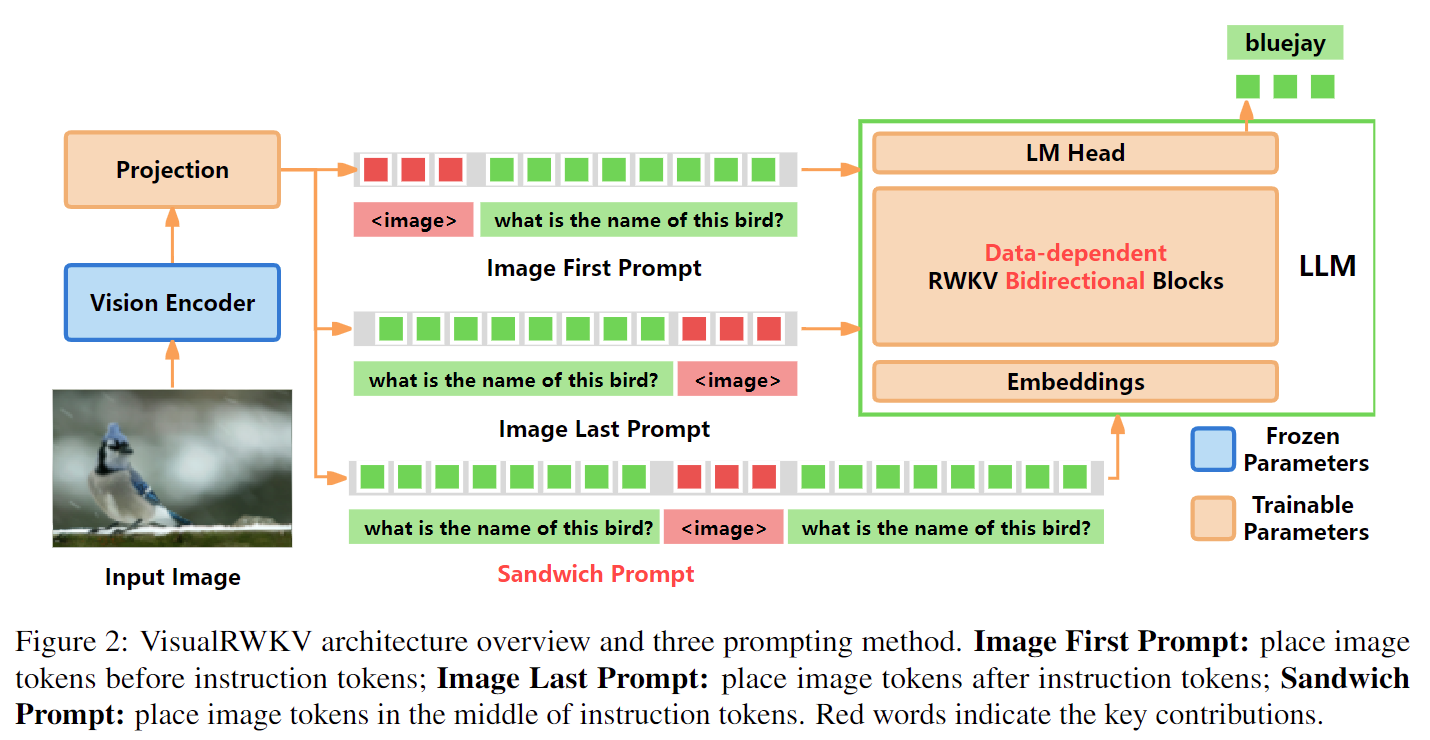 bluejay
Projection
LM Head
<image>
what is the name of this bird?
Image First Prompt
Data-dependent
RWKV Bidirectional Blocks
LLM
Vision Encoder
what is the name of this bird?
<image>
Image Last Prompt
Embeddings
Frozen
Parameters
what is the name of this bird?
<image>
what is the name of this bird?
Trainable
Parameters
Sandwich Prompt
Input Image
Figure 2: VisualRWKV architecture overview and three prompting method. Image First Prompt: place image
tokens before instruction tokens; Image Last Prompt: place image tokens after instruction tokens; Sandwich
Prompt: place image tokens in the middle of instruction tokens. Red words indicate the key contributions.